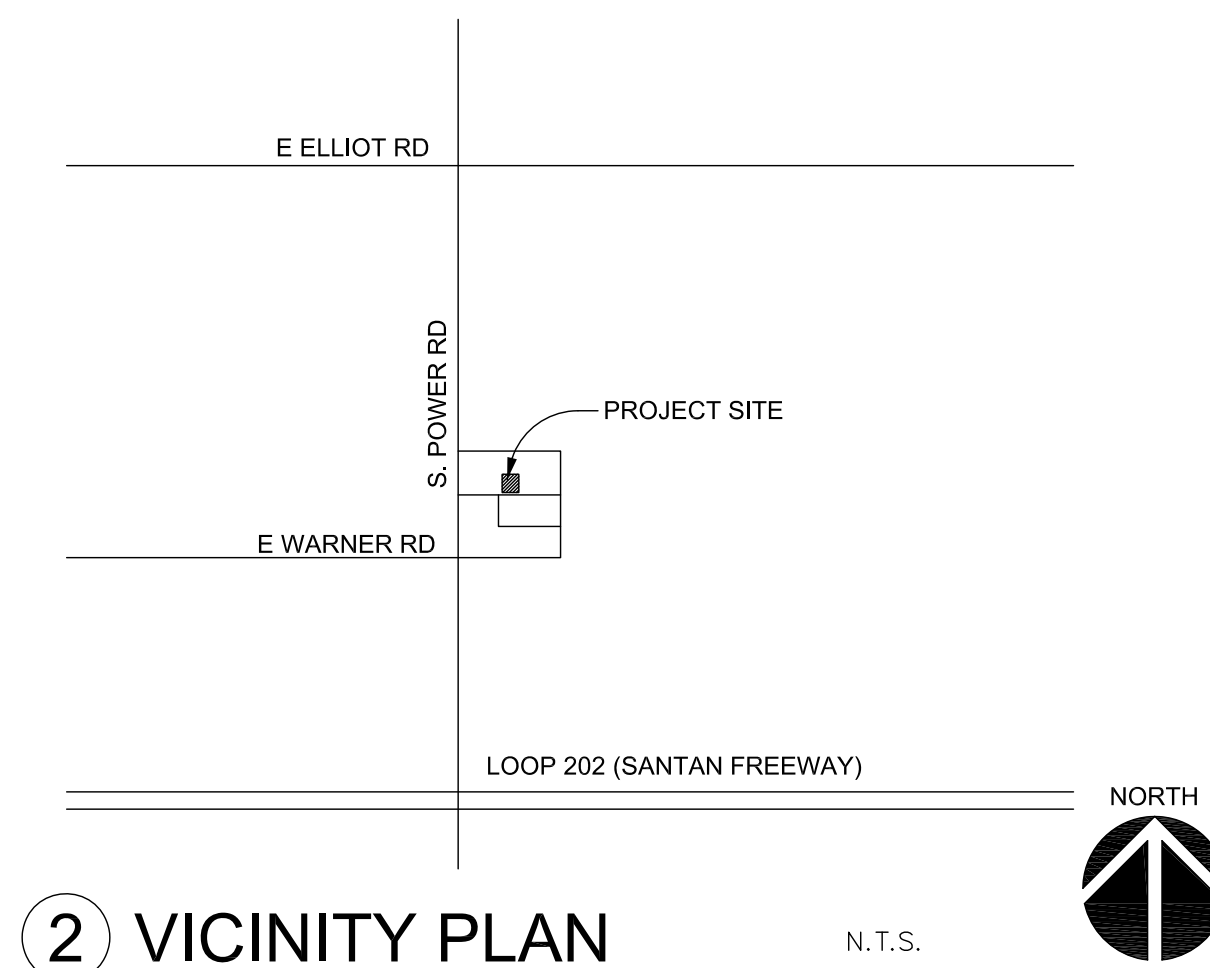 E ELLIOT RD
S. POWER RD
PROJECT SITE
E WARNER RD
LOOP 202 (SANTAN FREEWAY)
NORTH
2 VICINITY PLAN
N.T.S.